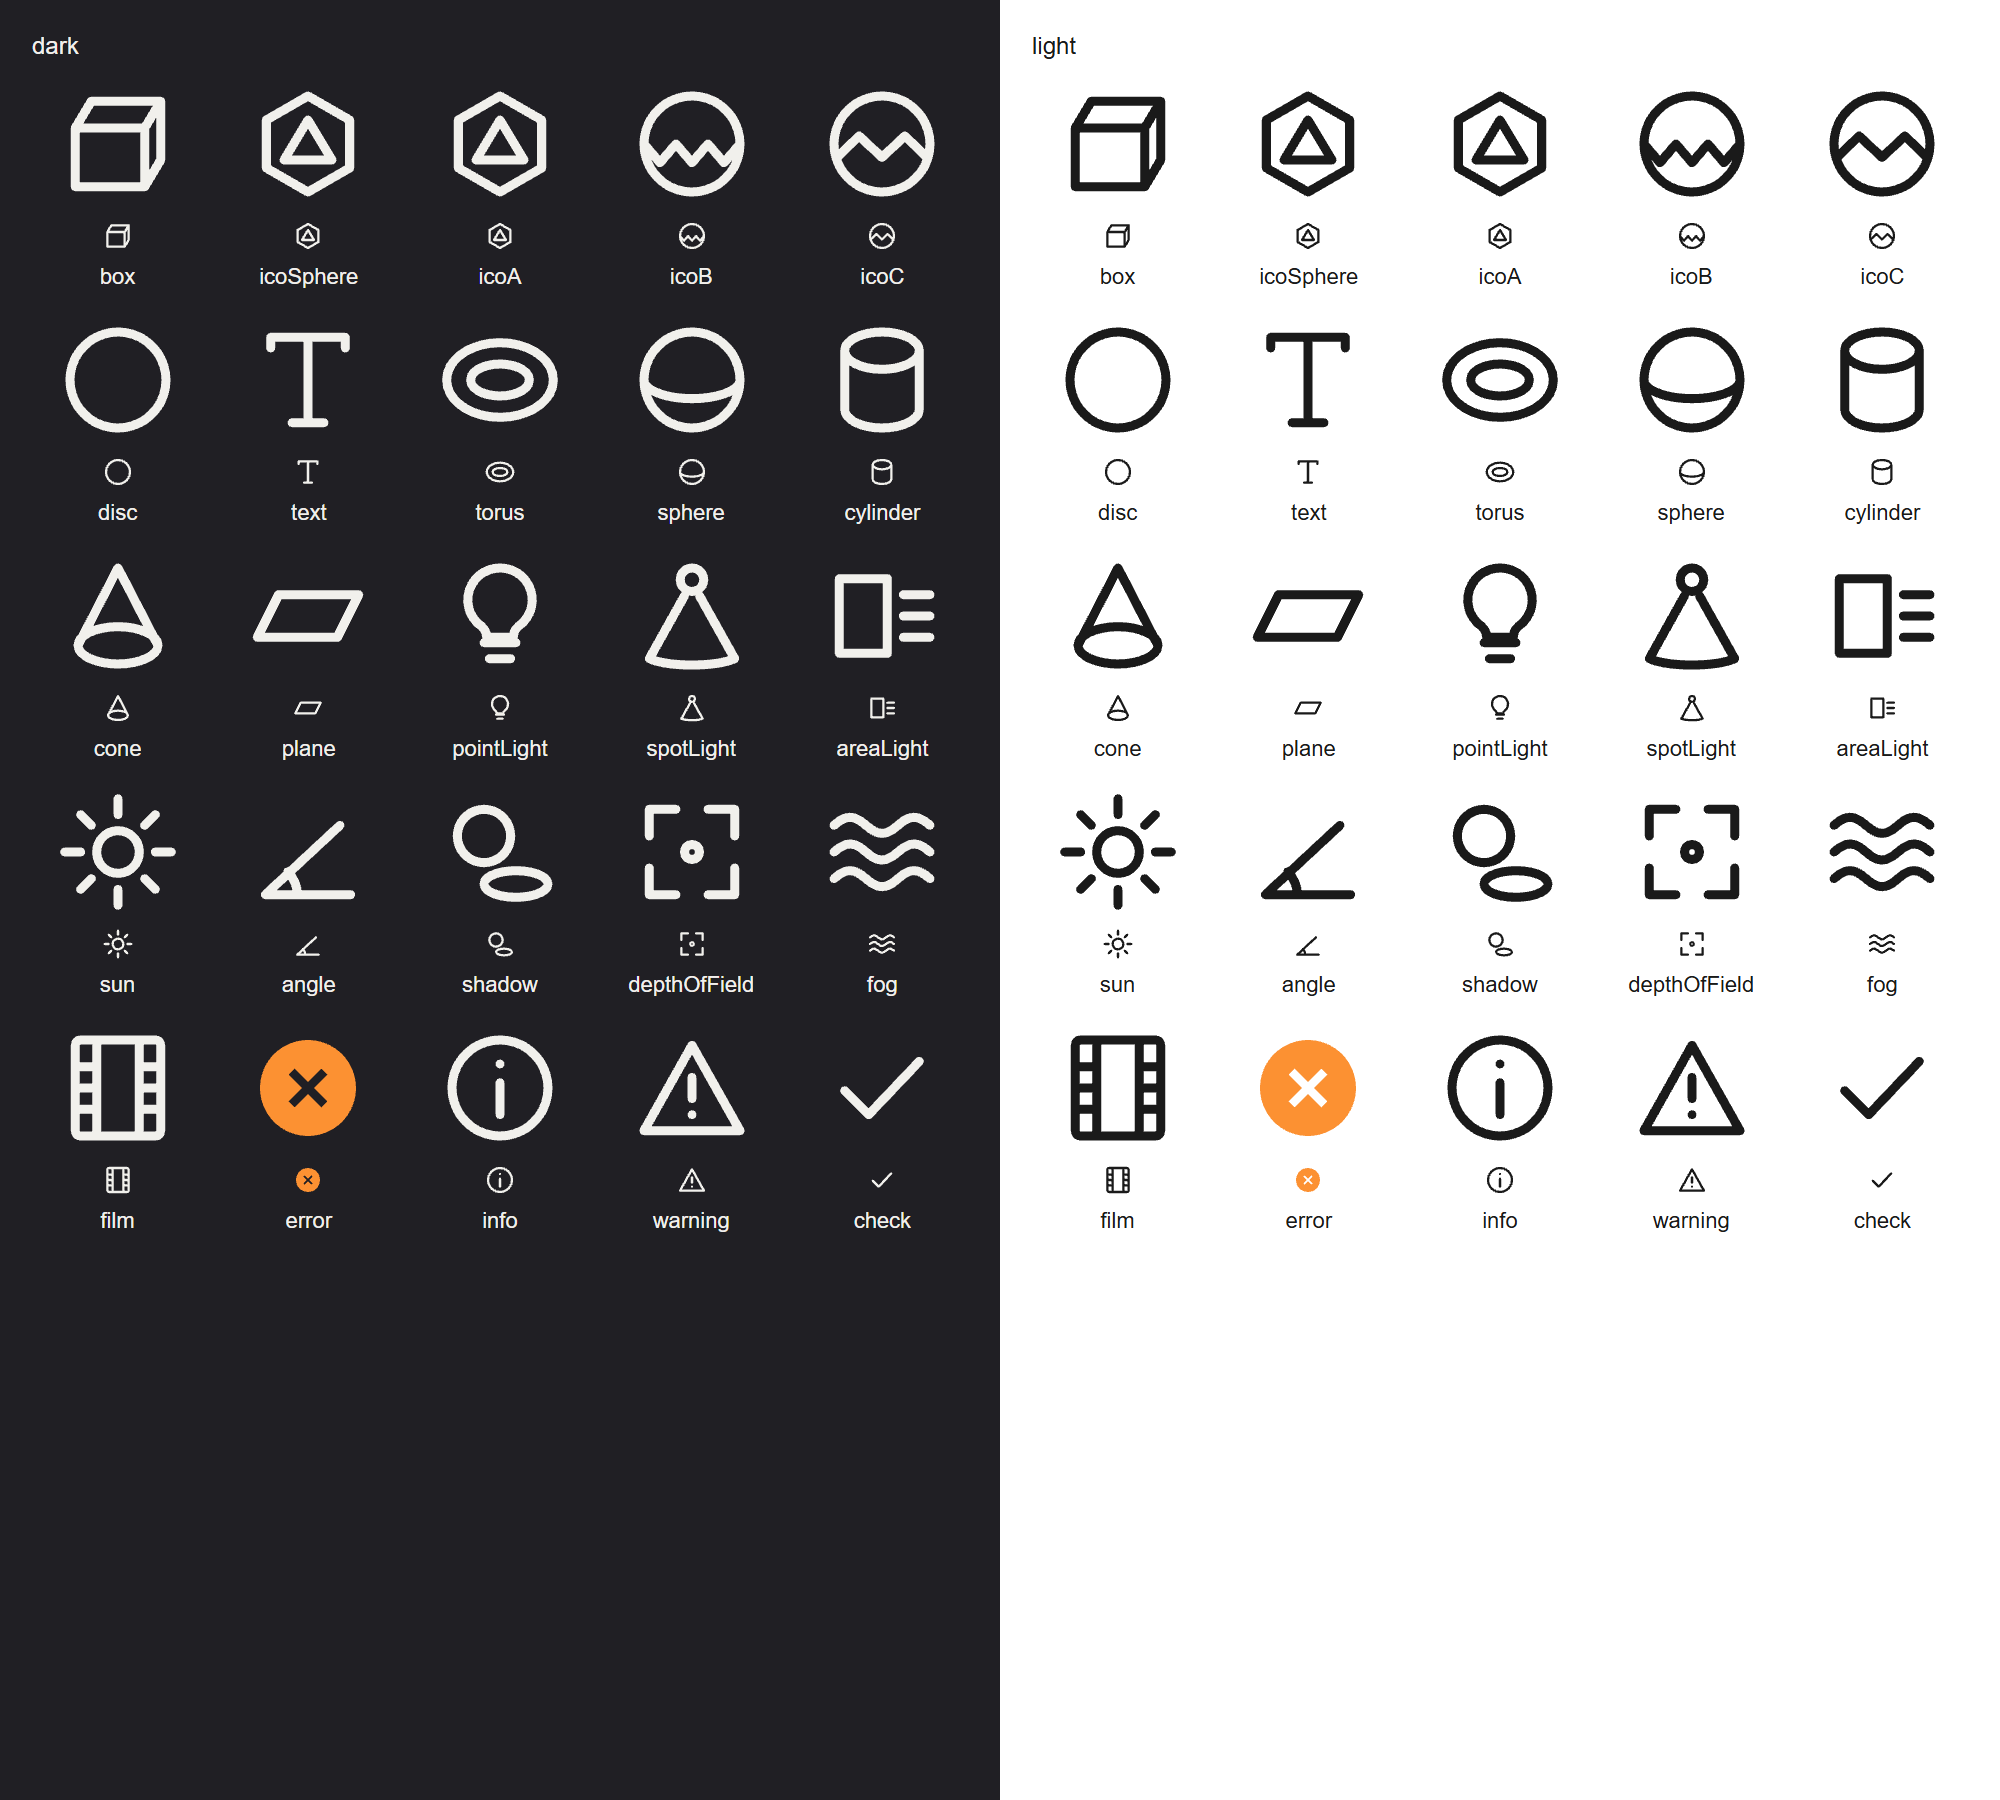 dark
box icoSphere icoA icoB icoC
disc text torus sphere cylinder
cone plane pointLight spotLight areaLight
sun angle shadow depthOfField fog
film error info warning check
light
box icoSphere icoA icoB icoC
disc text torus sphere cylinder
cone plane pointLight spotLight areaLight
sun angle shadow depthOfField fog
film error info warning check